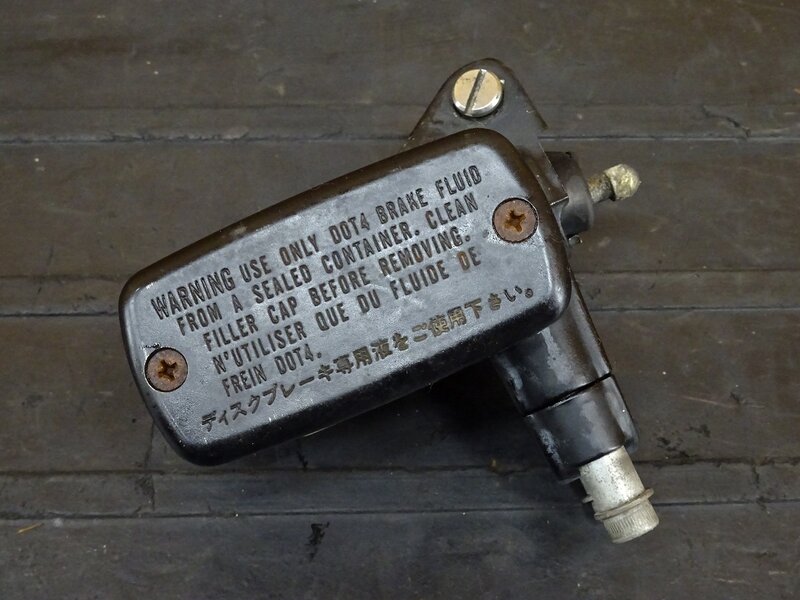 WARNING USE ONLY DOT4 BRAKE FLUID
FROM A SEALED CONTAINER. CLEAN
FILLER CAP BEFORE REMOVING.
N'UTILISER QUE DU FLUIDE DE
FREIN DOT4.
ディスクブレーキ専用液をご使用下さい。